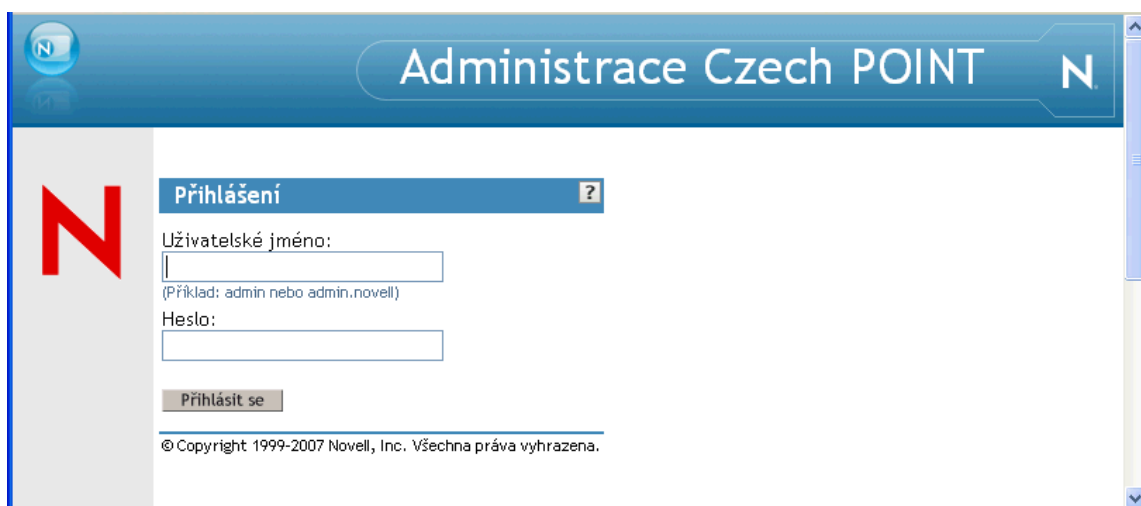 Administrace Czech POINT
N
N
N
Přihlášení
?
Uživatelské jméno:
(Příklad: admin nebo admin.novell)
Heslo:
Přihlásit se
© Copyright 1999-2007 Novell, Inc. Všechna práva vyhrazena.